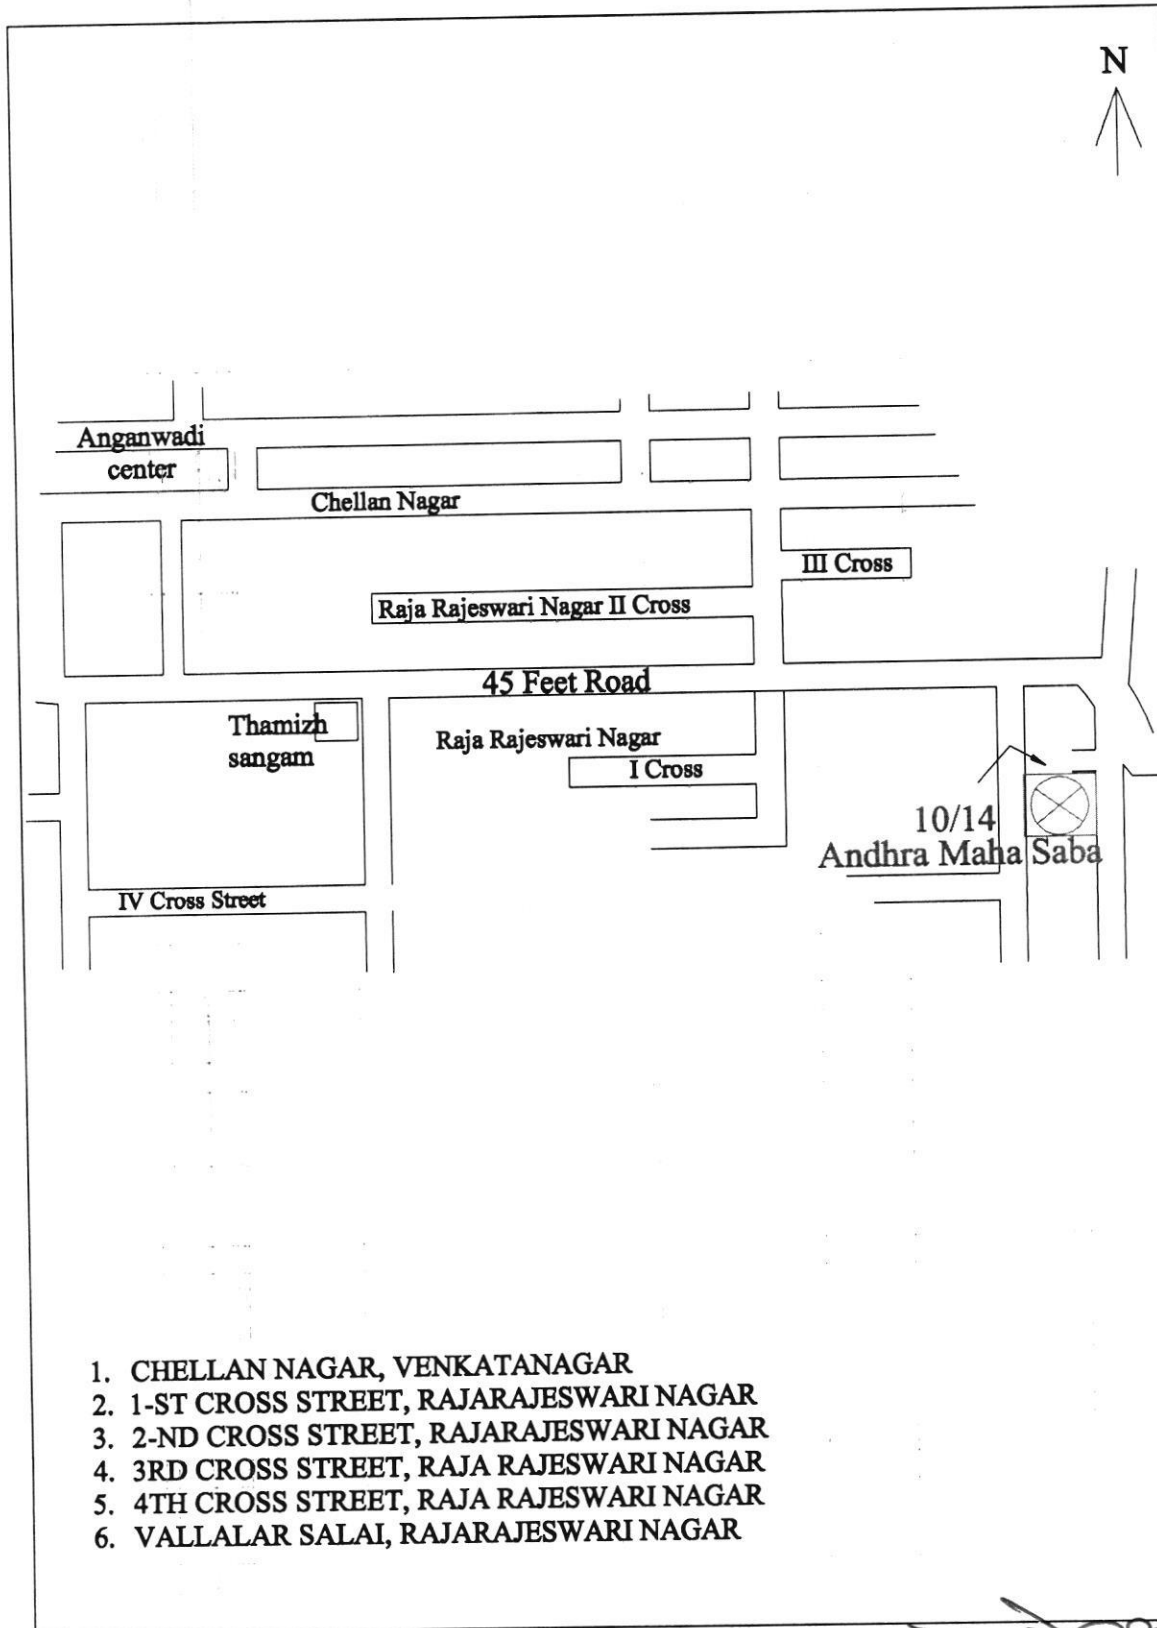 N
Anganwadi
center
Chellan Nagar
III Cross
Raja Rajeswari Nagar II Cross
45 Feet Road
Thamizh
sangam
Raja Rajeswari Nagar
I Cross
10/14
Andhra Maha Saba
IV Cross Street
1. CHELLAN NAGAR, VENKATANAGAR
2. 1-ST CROSS STREET, RAJARAJESWARI NAGAR
3. 2-ND CROSS STREET, RAJARAJESWARI NAGAR
4. 3RD CROSS STREET, RAJA RAJESWARI NAGAR
5. 4TH CROSS STREET, RAJA RAJESWARI NAGAR
6. VALLALAR SALAI, RAJARAJESWARI NAGAR